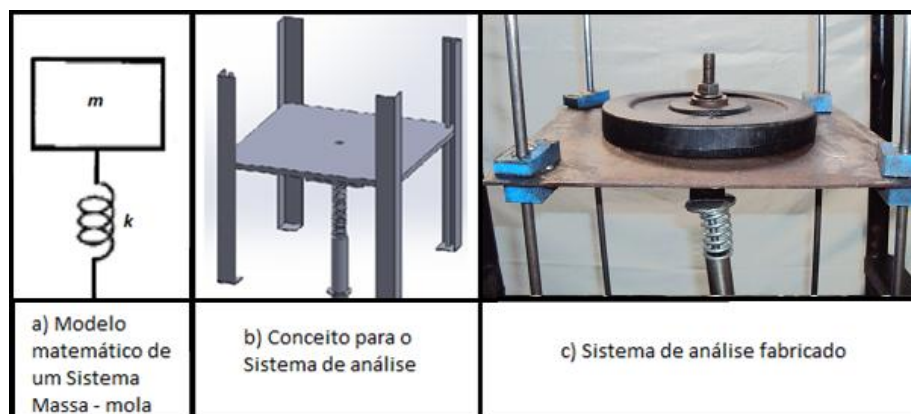 m
k
a) Modelo
matemático de
um Sistema
Massa - mola
b) Conceito para o
Sistema de análise
c) Sistema de análise fabricado